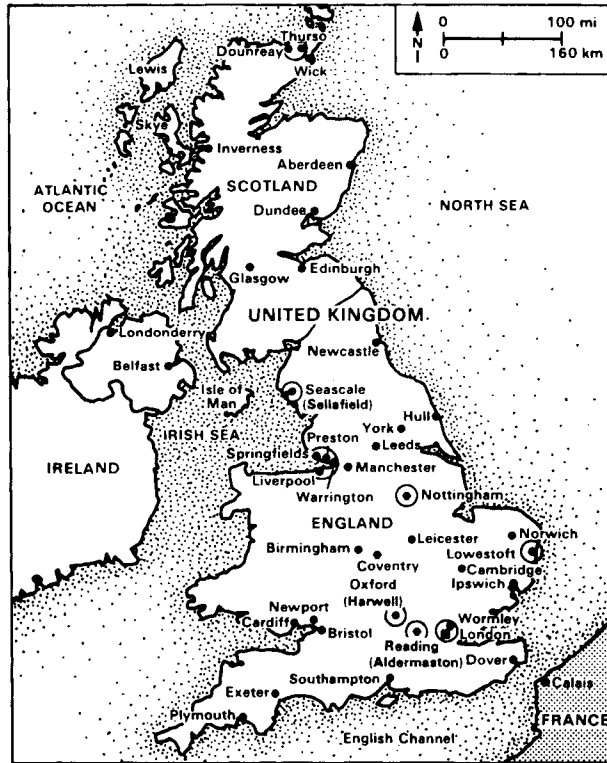 0 100 mi
N
0 160 km
Thurso
Dounreay
Wick
Lewis
Sky
Inverness
Aberdeen
SCOTLAND
ATLANTIC
OCEAN
NORTH SEA
Dundee
Glasgow
Edinburgh
UNITED KINGDOM
Londonderry
Newcastle
Belfast
Isle of
Man
Seascale
(Sellafield)
Hull
IRISH SEA
York
Preston
Leeds
Springfields
IRELAND
Manchester
Liverpool
Warrington
Nottingham
ENGLAND
Leicester
Norwich
Birmingham
Lowestoft
Coventry
Cambridge
Oxford
(Harwell)
Ipswich
Newport
Wormley
Cardiff
London
Bristol
Reading
(Aldermaston)
Dover
Southampton
Calais
Exeter
Plymouth
FRANCE
English Channel